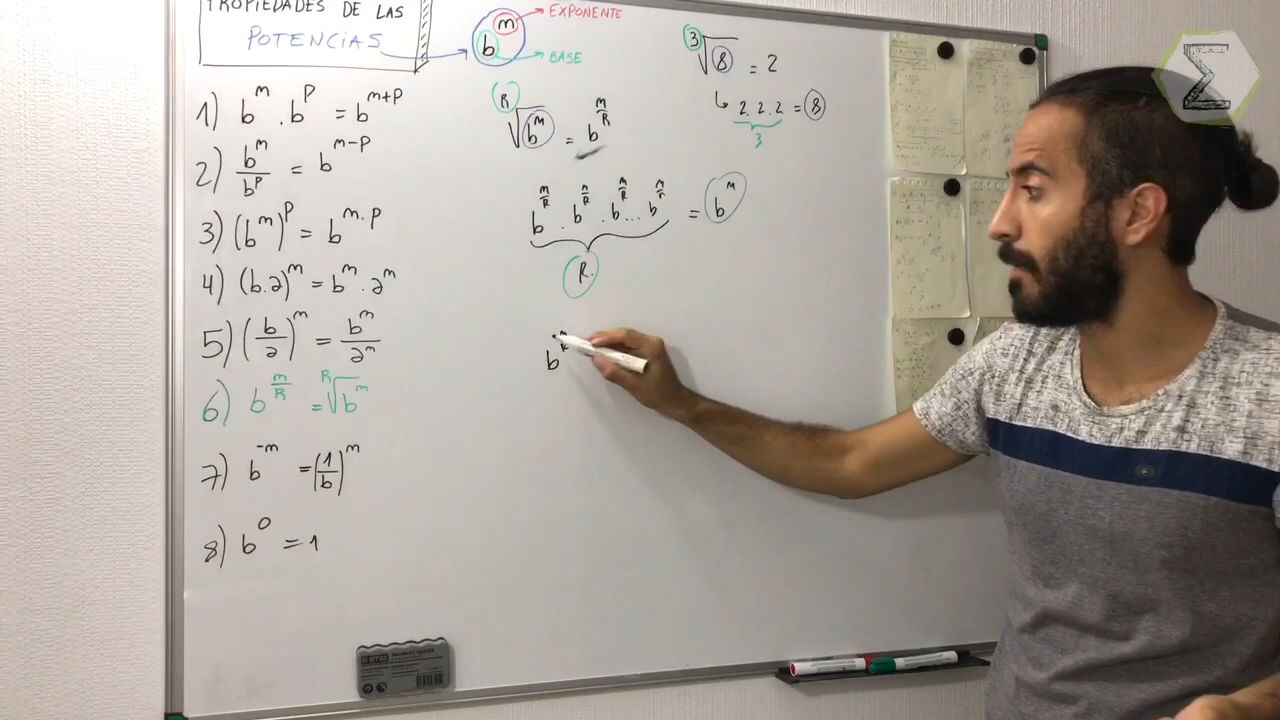 PROPIEDADES DE LAS
POTENCIAS
b^m
EXPONENTE
BASE
1) b^m . b^p = b^{m+p}
2) b^m/b^p = b^{m-p}
3) (b^m)^p = b^{m.p}
4) (b.a)^m = b^m . a^m
5) (b/a)^m = b^m/a^m
6) b^{m/R} = ᴿ√b^m
7) b^{-m} = (1/b)^m
8) b^0 = 1
ᴿ√b^m = b^{m/R}
b^{m/R} . b^{m/R} . b^{m/R} ... b^{m/r} = b^m
R.
b^{m/R}
³√8 = 2
↳ 2.2.2 = 8
3
Σ